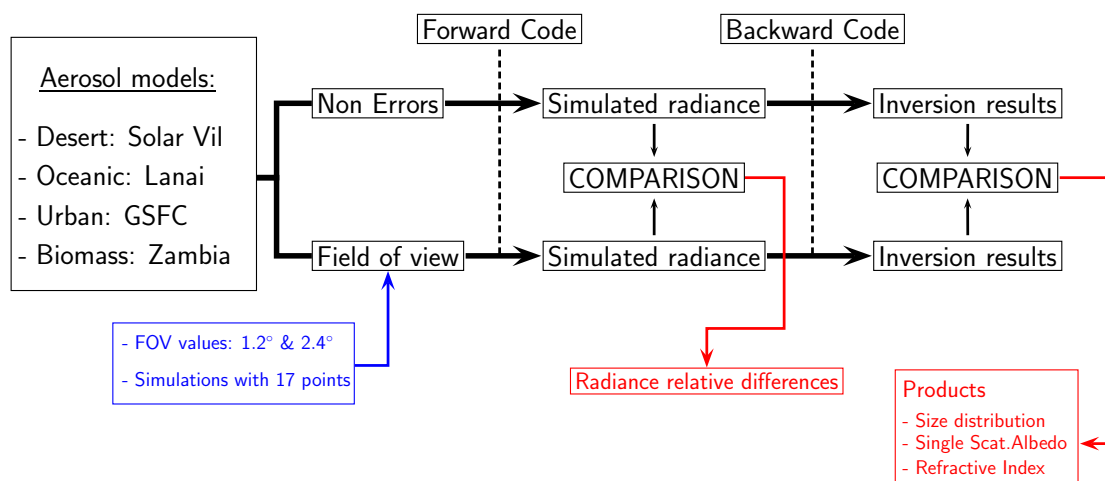 Forward Code
Backward Code
Aerosol models:
- Desert: Solar Vil
- Oceanic: Lanai
- Urban: GSFC
- Biomass: Zambia
Non Errors
Simulated radiance
Inversion results
COMPARISON
COMPARISON
Field of view
Simulated radiance
Inversion results
- FOV values: 1.2° & 2.4°
- Simulations with 17 points
Radiance relative differences
Products
- Size distribution
- Single Scat.Albedo
- Refractive Index